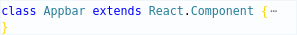 class Appbar extends React.Component {⋯
}